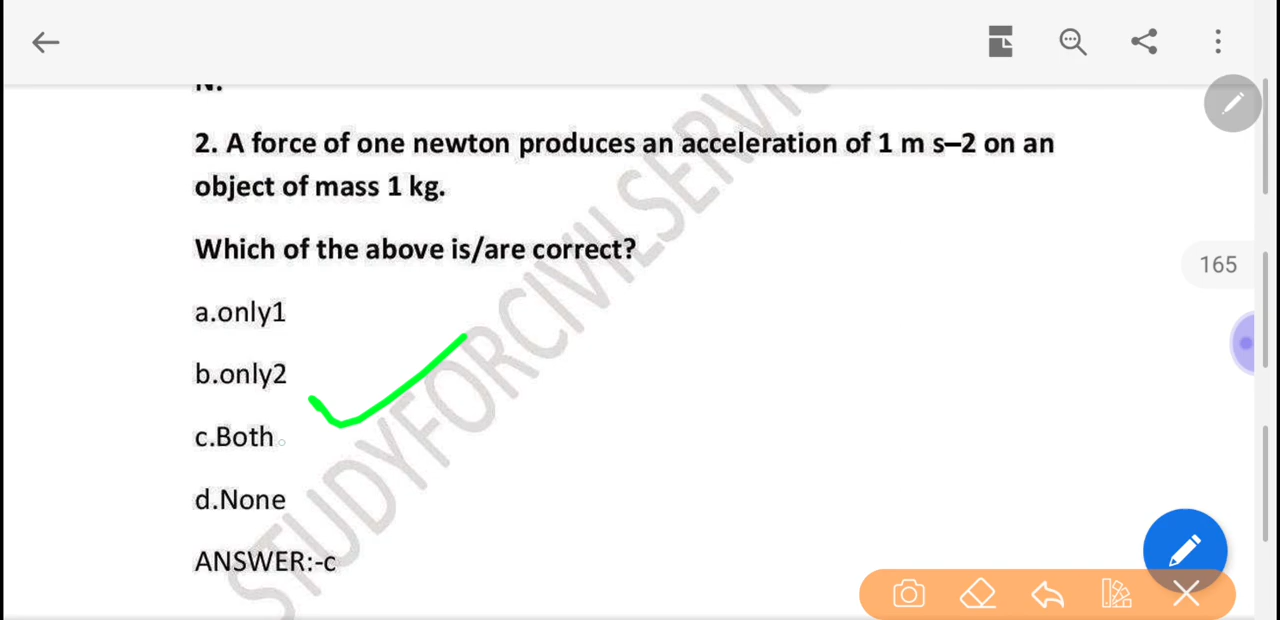 N.
2. A force of one newton produces an acceleration of 1 m s–2 on an
object of mass 1 kg.
Which of the above is/are correct?
a.only1
165
b.only2
c.Both
d.None
ANSWER:-c
STUDYFORCIVILSERVIC